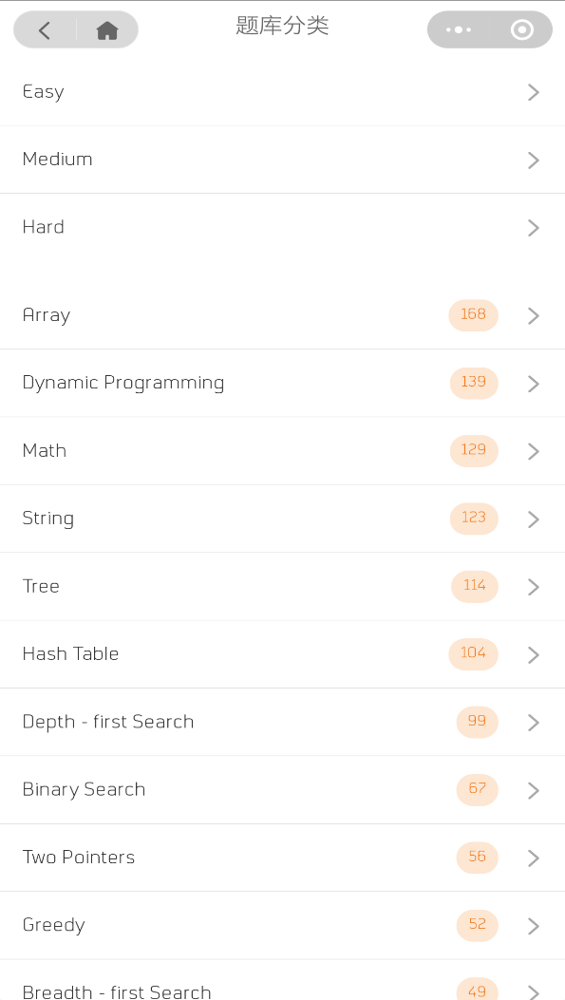 题库分类
Easy
Medium
Hard
Array 168
Dynamic Programming 139
Math 129
String 123
Tree 114
Hash Table 104
Depth - first Search 99
Binary Search 67
Two Pointers 56
Greedy 52
Breadth - first Search 49